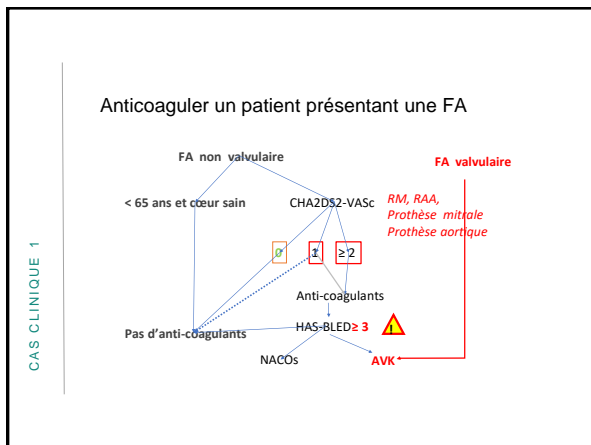 Anticoaguler un patient présentant une FA
FA non valvulaire
FA valvulaire
< 65 ans et cœur sain
CHA2DS2-VASc
RM, RAA,
Prothèse mitrale
Prothèse aortique
0
1
≥ 2
Anti-coagulants
Pas d'anti-coagulants
HAS-BLED ≥ 3
!
NACOs
AVK
CAS CLINIQUE 1